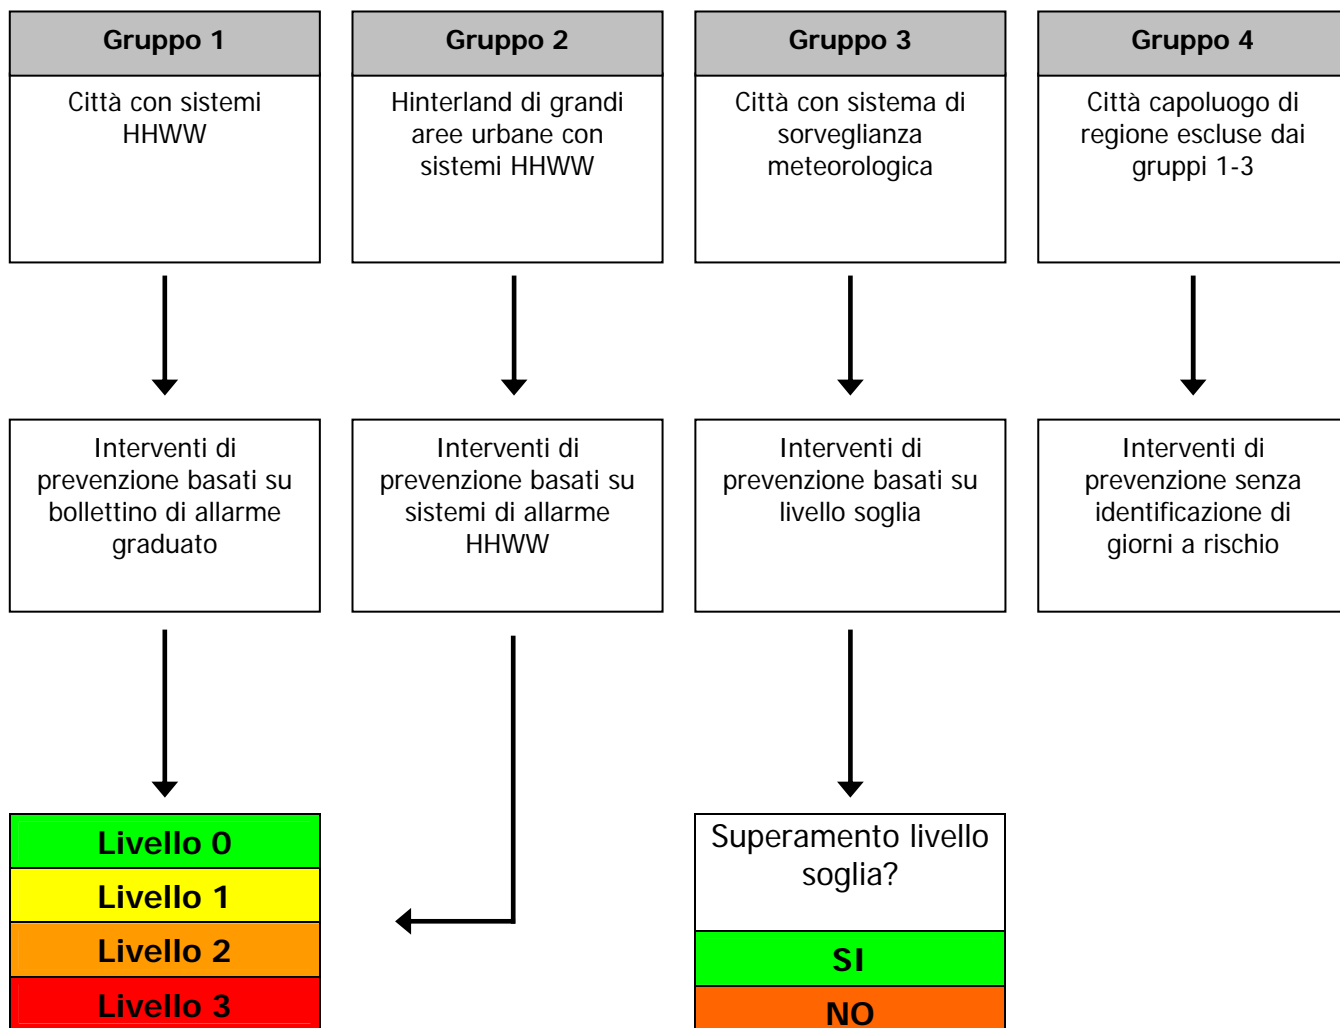 Gruppo 1
Città con sistemi
HHWW
Gruppo 2
Hinterland di grandi
aree urbane con
sistemi HHWW
Gruppo 3
Città con sistema di
sorveglianza
meteorologica
Gruppo 4
Città capoluogo di
regione escluse dai
gruppi 1-3
Interventi di
prevenzione basati su
bollettino di allarme
graduato
Interventi di
prevenzione basati su
sistemi di allarme
HHWW
Interventi di
prevenzione basati su
livello soglia
Interventi di
prevenzione senza
identificazione di
giorni a rischio
Livello 0
Livello 1
Livello 2
Livello 3
Superamento livello
soglia?
SI
NO